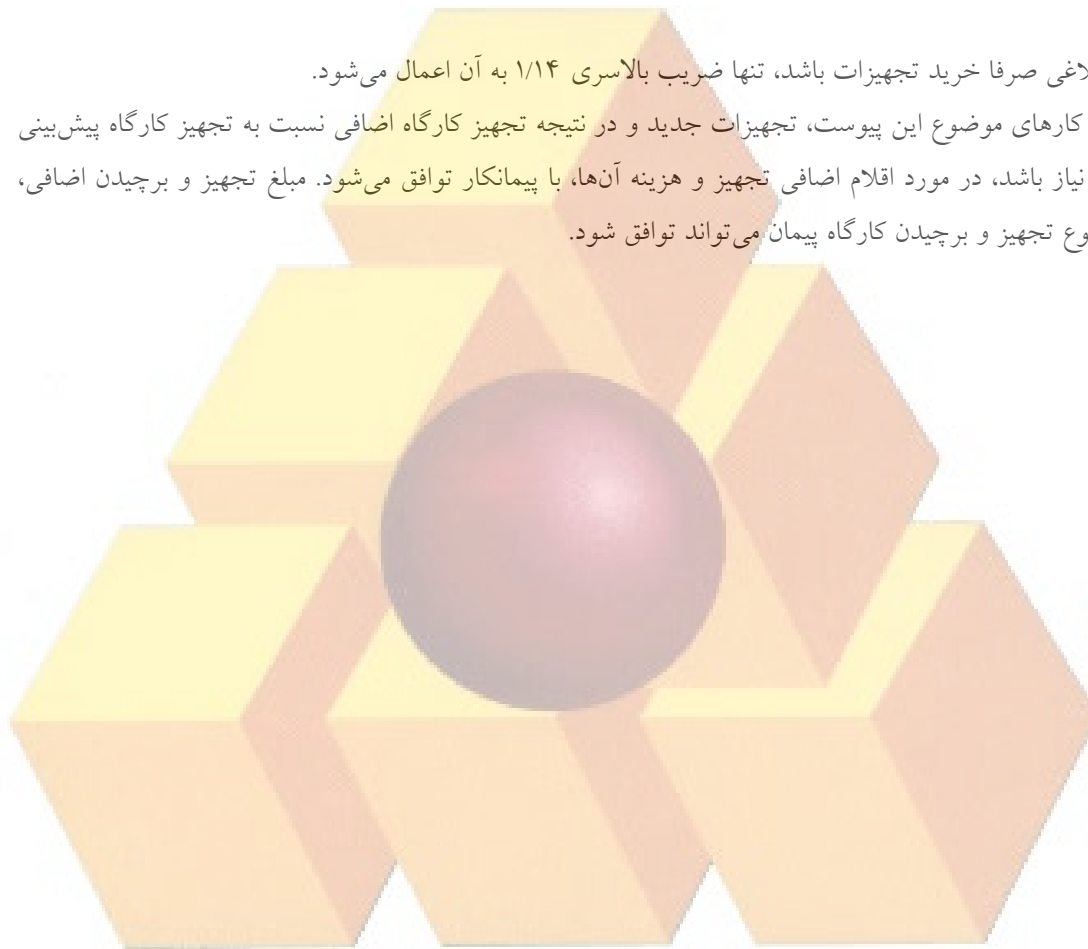 لاغی صرفا خرید تجهیزات باشد، تنها ضریب بالاسری ۱/۱۴ به آن اعمال می‌شود.
کارهای موضوع این پیوست، تجهیزات جدید و در نتیجه تجهیز کارگاه اضافی نسبت به تجهیز کارگاه پیش‌بینی
نیاز باشد، در مورد اقلام اضافی تجهیز و هزینه آن‌ها، با پیمانکار توافق می‌شود. مبلغ تجهیز و برچیدن اضافی،
وع تجهیز و برچیدن کارگاه پیمان می‌تواند توافق شود.